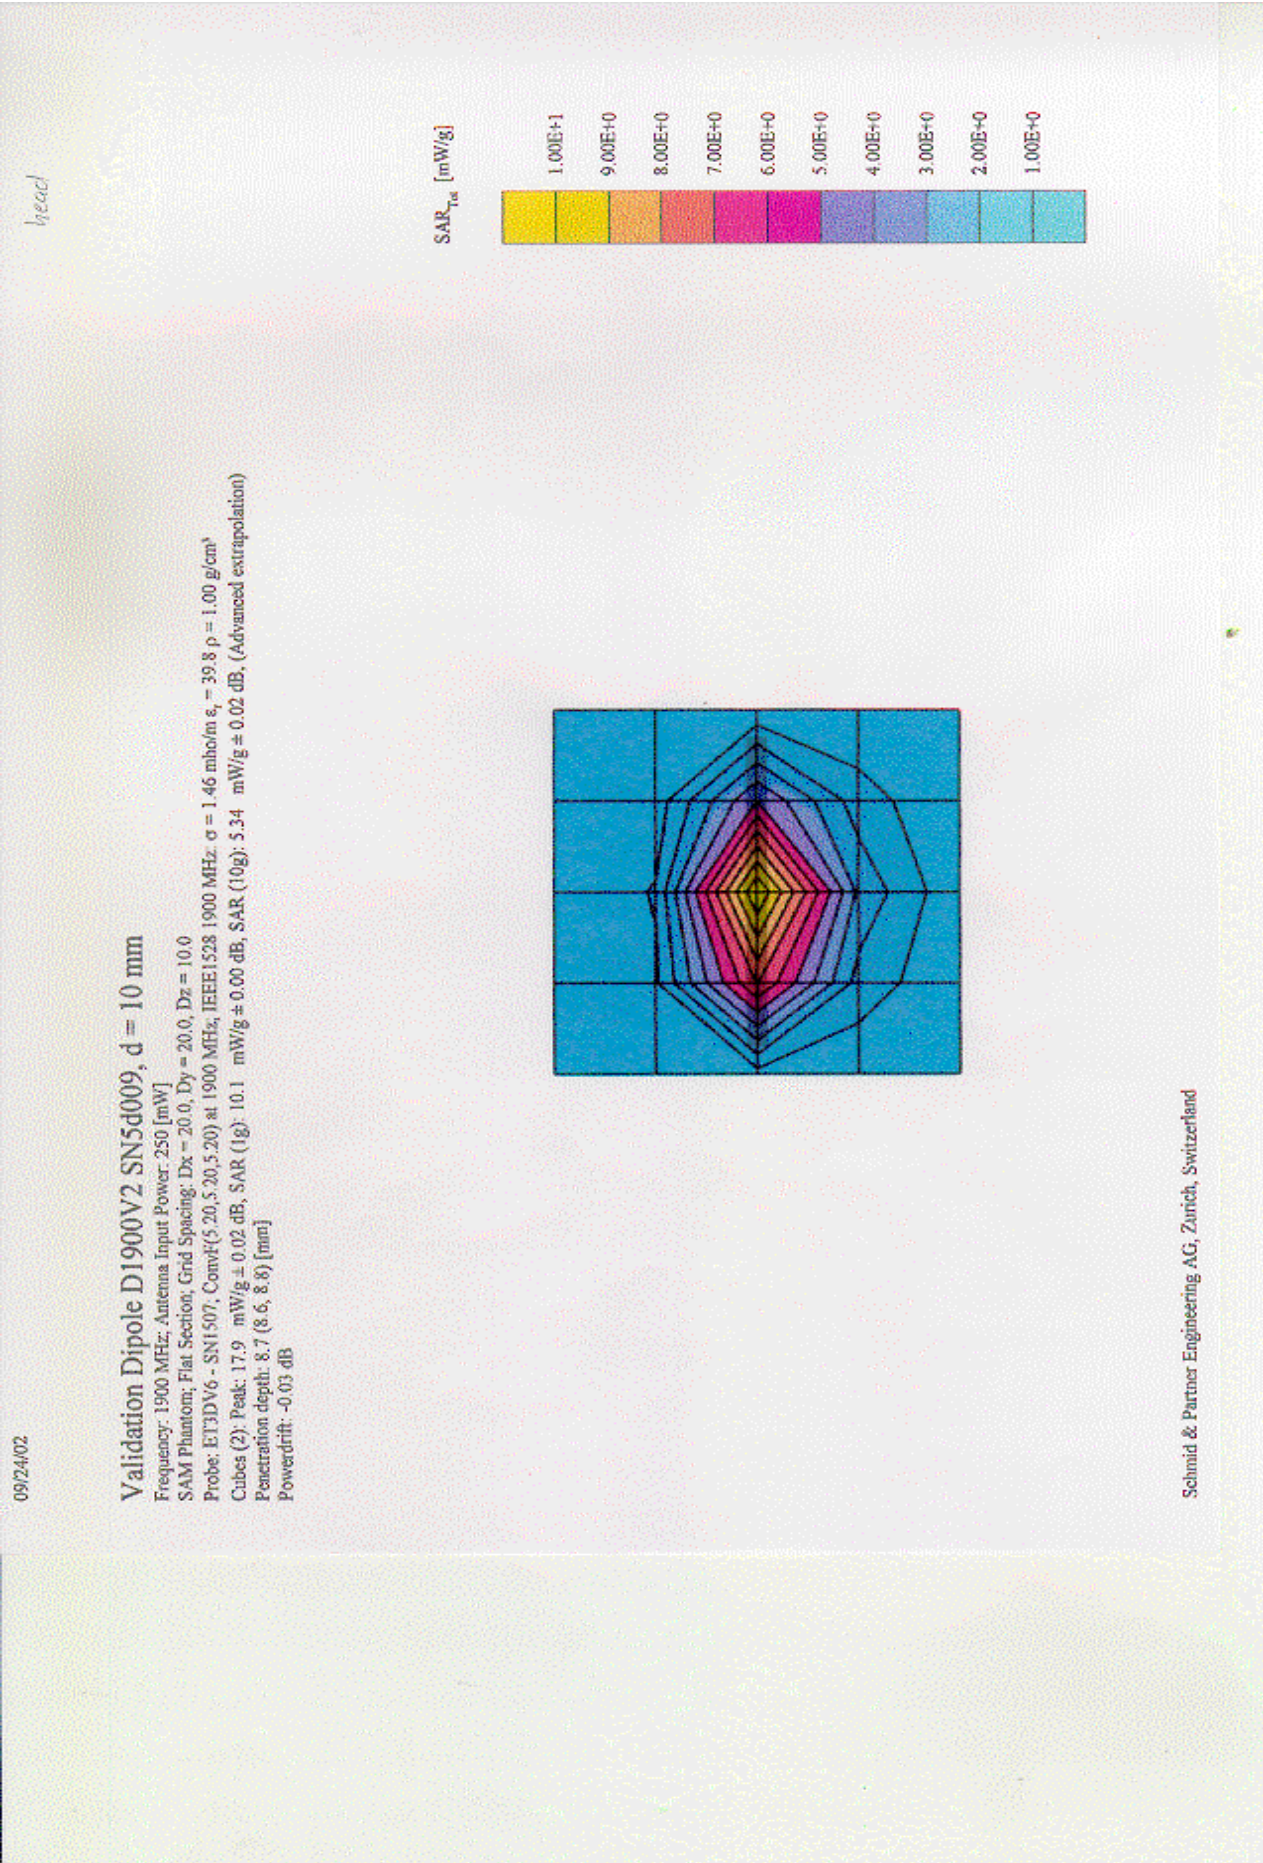 09/24/02
head
Validation Dipole D1900V2 SN5d009, d = 10 mm
Frequency: 1900 MHz; Antenna Input Power: 250 [mW]
SAM Phantom; Flat Section; Grid Spacing: Dx = 20.0, Dy = 20.0, Dz = 10.0
Probe: ET3DV6 - SN1507; ConvF(5.20,5.20,5.20) at 1900 MHz; IEEE1528 1900 MHz: σ = 1.46 mho/m εr = 39.8 ρ = 1.00 g/cm³
Cubes (2): Peak: 17.9 mW/g ± 0.02 dB, SAR (1g): 10.1 mW/g ± 0.00 dB, SAR (10g): 5.34 mW/g ± 0.02 dB, (Advanced extrapolation)
Penetration depth: 8.7 (8.6, 8.8) [mm]
Powerdrift: -0.03 dB
SARTot [mW/g]
1.00E+1
9.00E+0
8.00E+0
7.00E+0
6.00E+0
5.00E+0
4.00E+0
3.00E+0
2.00E+0
1.00E+0
Schmid & Partner Engineering AG, Zurich, Switzerland